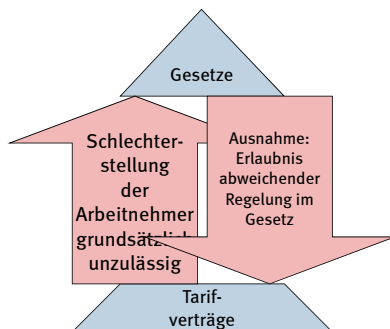 Gesetze
Schlechter-
stellung
der
Arbeitnehmer
grundsätzlich
unzulässig
Ausnahme:
Erlaubnis
abweichender
Regelung im
Gesetz
Tarif-
verträge